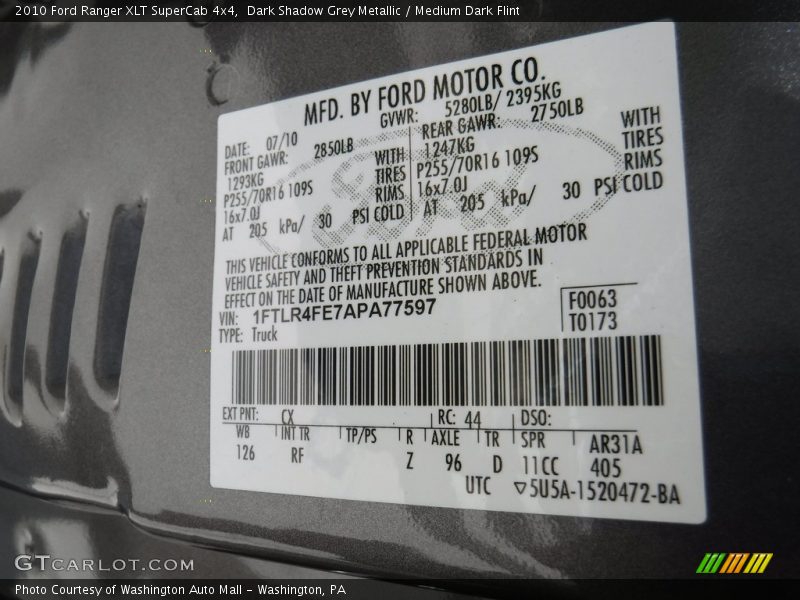 2010 Ford Ranger XLT SuperCab 4x4,  Dark Shadow Grey Metallic / Medium Dark Flint
MFD. BY FORD MOTOR CO.
DATE: 07/10 GVWR: 5280LB/ 2395KG
FRONT GAWR: 2850LB REAR GAWR: 2750LB
1293KG WITH 1247KG WITH
P255/70R16 109S TIRES P255/70R16 109S TIRES
16x7.0J RIMS 16x7.0J RIMS
AT 205 kPa/ 30 PSI COLD AT 205 kPa/ 30 PSI COLD
THIS VEHICLE CONFORMS TO ALL APPLICABLE FEDERAL MOTOR
VEHICLE SAFETY AND THEFT PREVENTION STANDARDS IN
EFFECT ON THE DATE OF MANUFACTURE SHOWN ABOVE.
VIN: 1FTLR4FE7APA77597 F0063
TYPE: Truck T0173
EXT PNT: CX RC: 44 DSO:
WB INT TR TP/PS R AXLE TR SPR AR31A
126 RF Z 96 D 11CC 405
UTC ▽5U5A-1520472-BA
GTCARLOT.COM
Photo Courtesy of Washington Auto Mall - Washington, PA